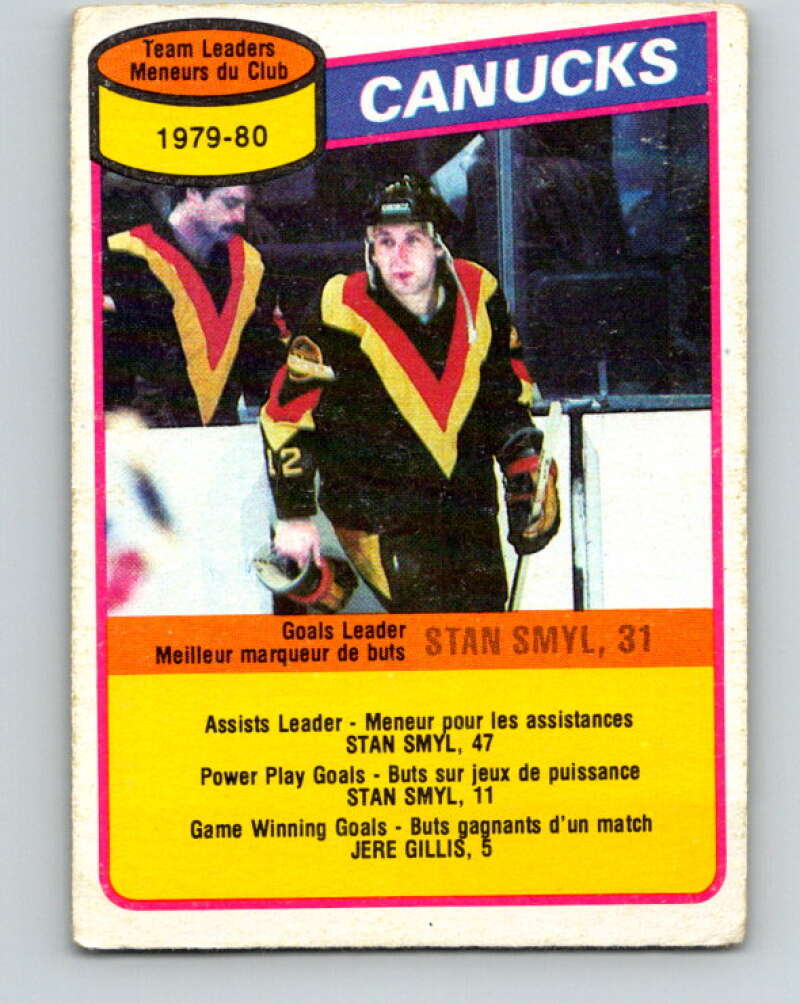 Team Leaders
Meneurs du Club
1979-80
CANUCKS
12
Goals Leader
Meilleur marqueur de buts
STAN SMYL, 31
Assists Leader - Meneur pour les assistances
STAN SMYL, 47
Power Play Goals - Buts sur jeux de puissance
STAN SMYL, 11
Game Winning Goals - Buts gagnants d'un match
JERE GILLIS, 5